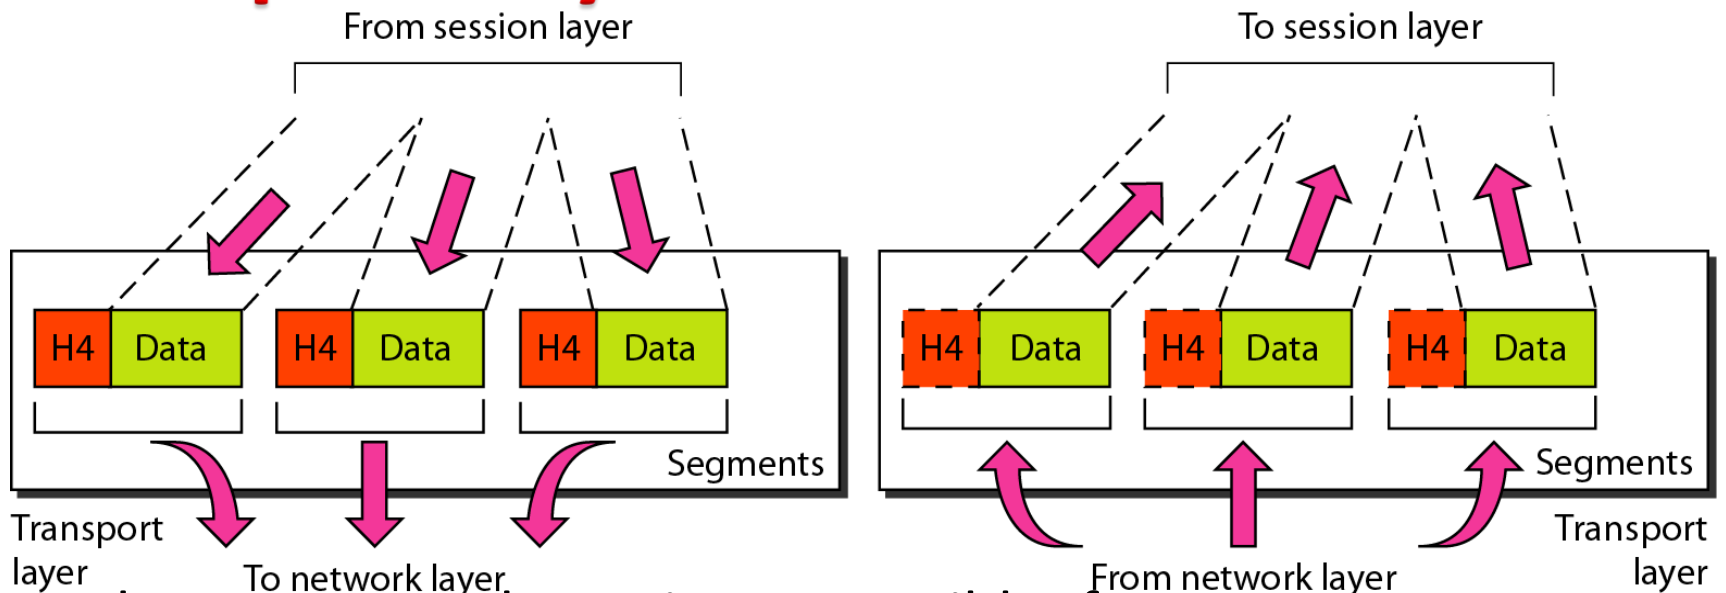 From session layer
To session layer
H4 Data H4 Data H4 Data
H4 Data H4 Data H4 Data
Segments
Segments
Transport
layer
To network layer
From network layer
Transport
layer